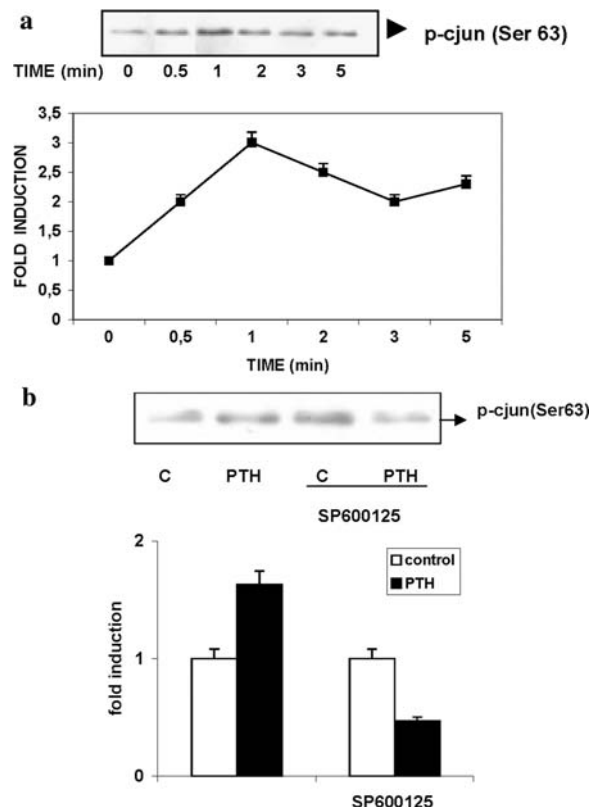 a
p-cjun (Ser 63)
TIME (min) 0 0.5 1 2 3 5
FOLD INDUCTION
3,5
3
2,5
2
1,5
1
0,5
0
0 0,5 1 2 3 5
TIME (min)
b
p-cjun(Ser63)
C PTH C PTH
SP600125
fold induction
2
1
0
control
PTH
SP600125